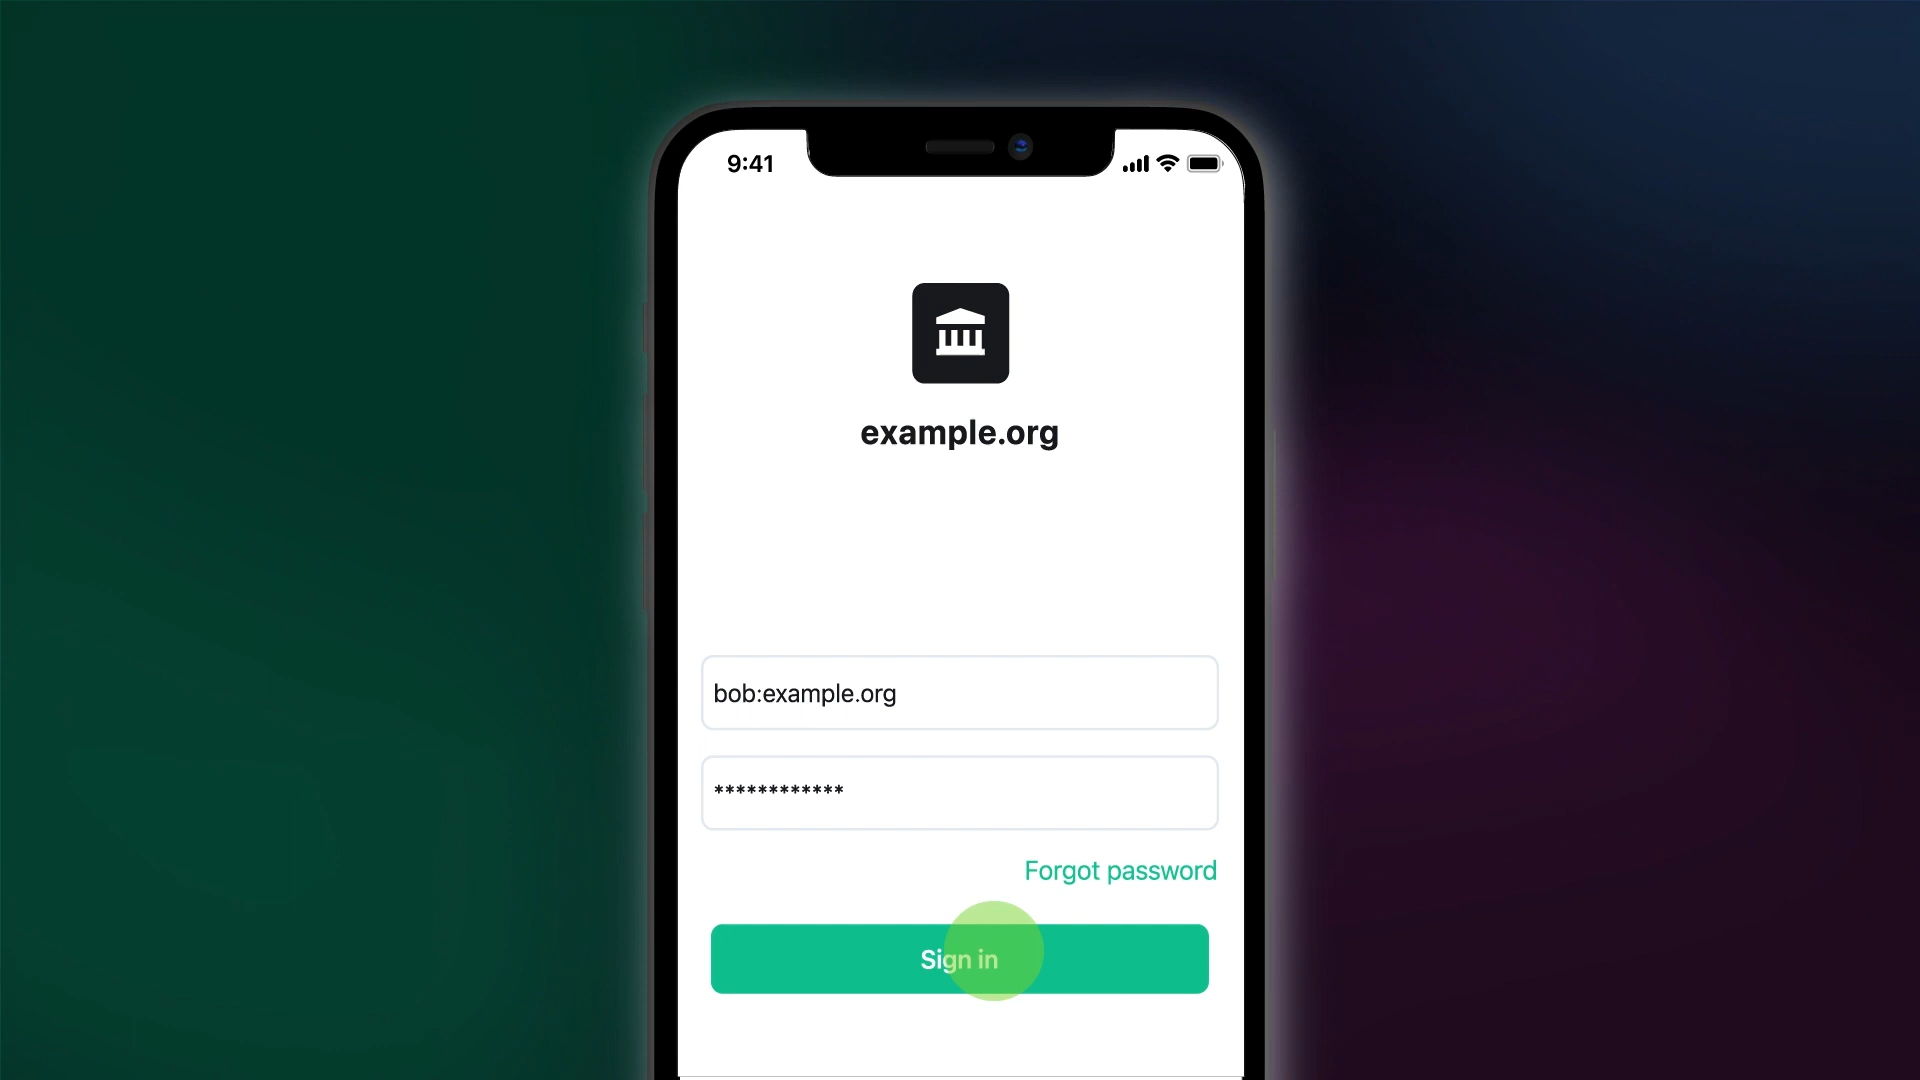 9:41
example.org
bob:example.org
************
Forgot password
Sign in